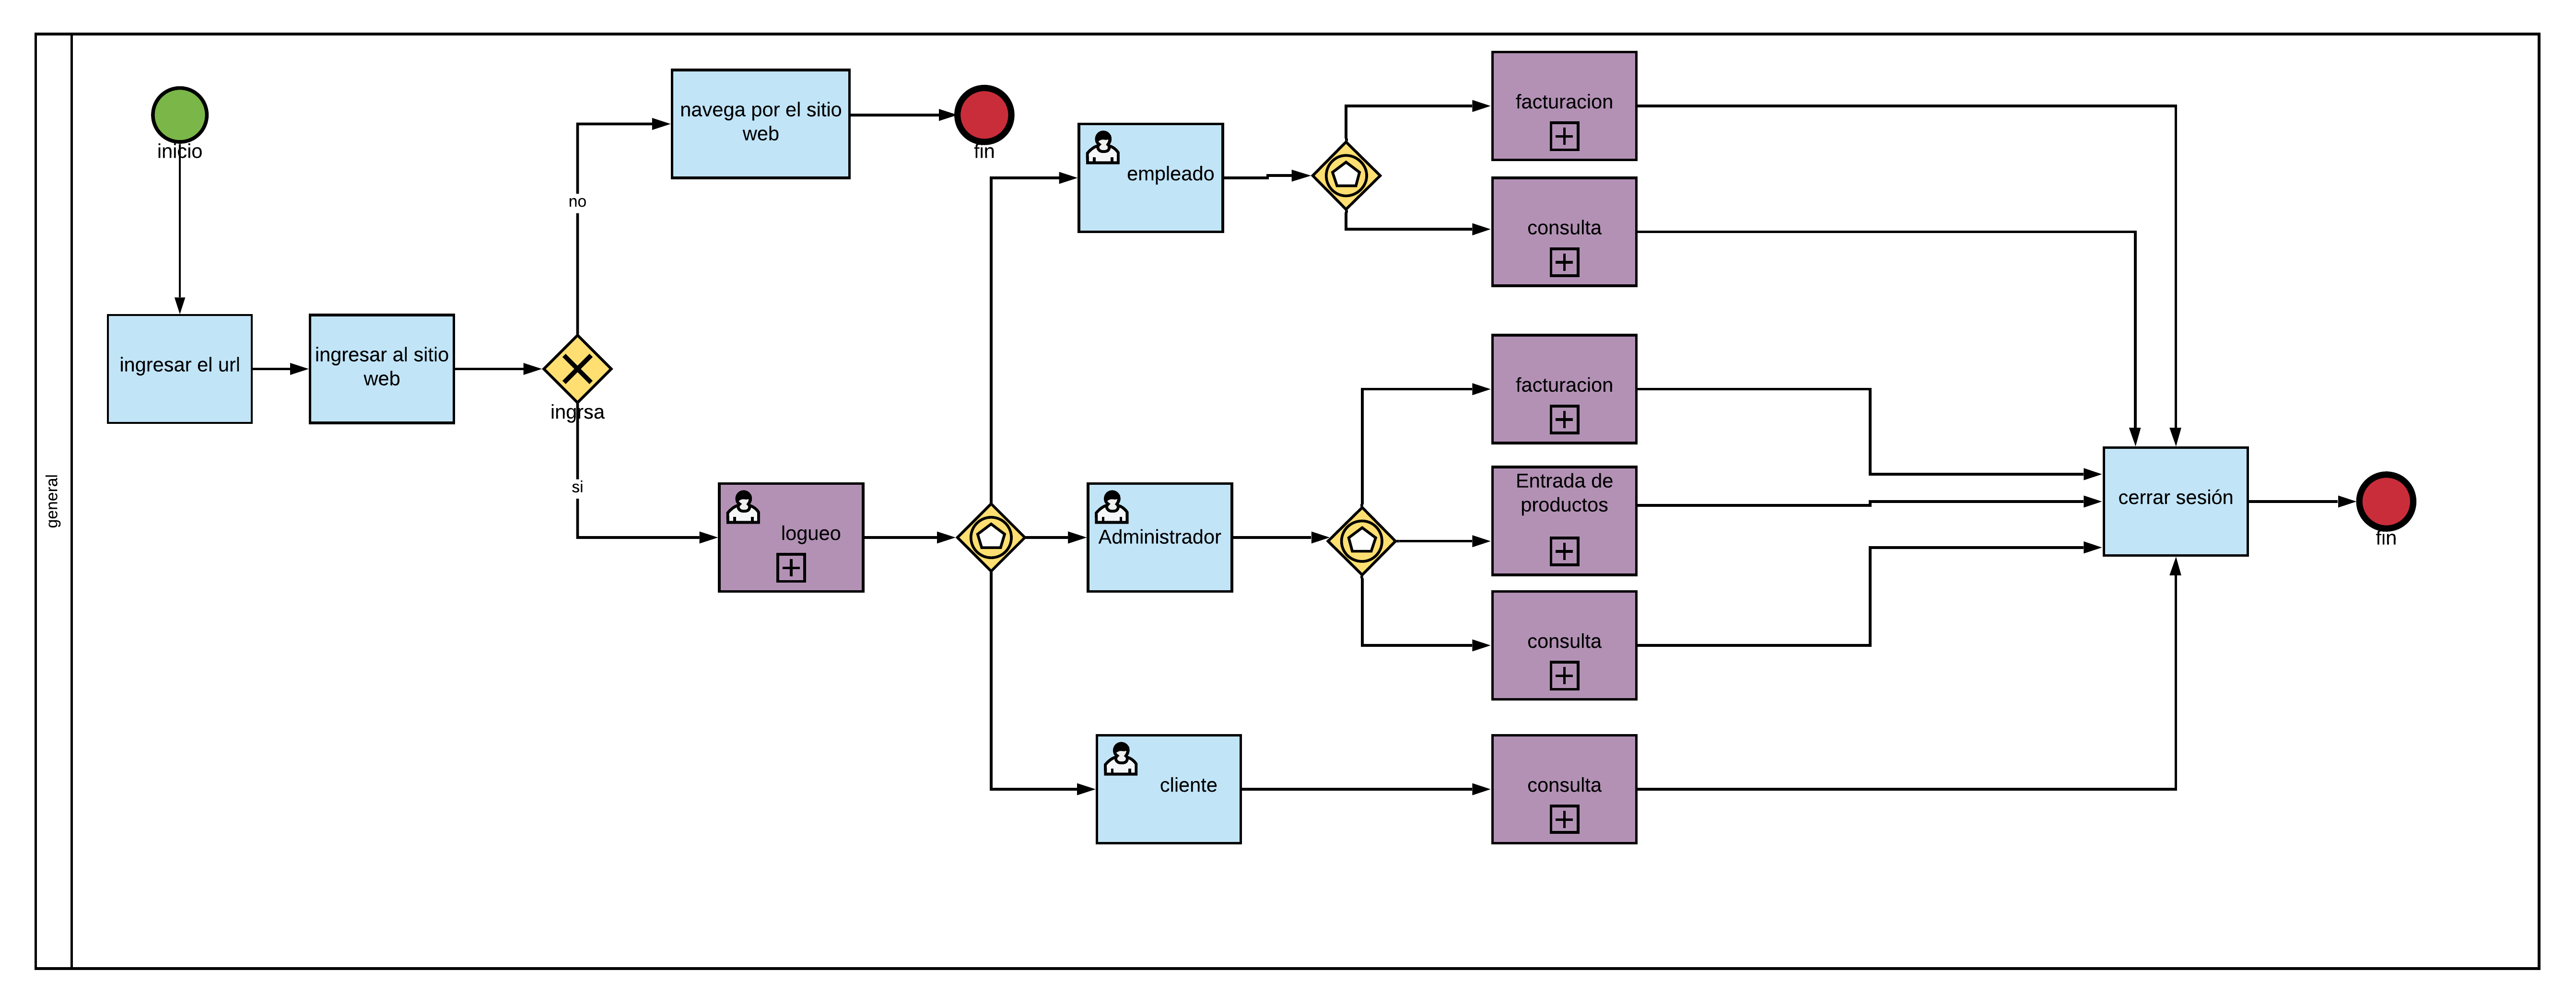 general
inicio
ingresar el url
ingresar al sitio
web
ingrsa
no
si
navega por el sitio
web
fin
logueo
empleado
Administrador
cliente
facturacion
consulta
facturacion
Entrada de
productos
consulta
consulta
cerrar sesión
fin